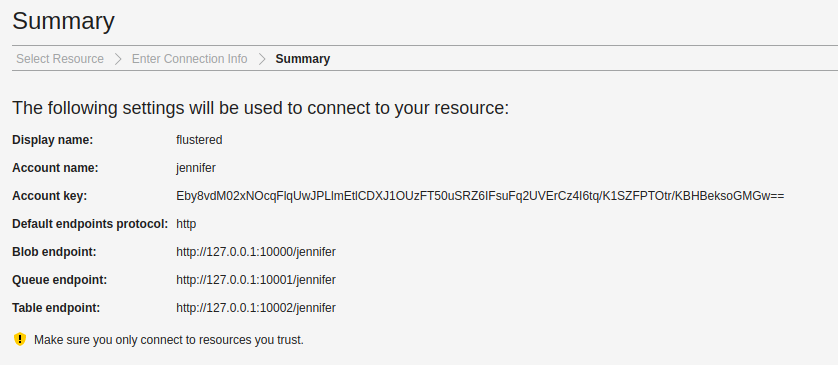 Summary
Select Resource > Enter Connection Info > Summary
The following settings will be used to connect to your resource:
Display name: flustered
Account name: jennifer
Account key: Eby8vdM02xNOcqFlqUwJPLlmEtlCDXJ1OUzFT50uSRZ6IFsuFq2UVErCz4I6tq/K1SZFPTOtr/KBHBeksoGMGw==
Default endpoints protocol: http
Blob endpoint: http://127.0.0.1:10000/jennifer
Queue endpoint: http://127.0.0.1:10001/jennifer
Table endpoint: http://127.0.0.1:10002/jennifer
Make sure you only connect to resources you trust.